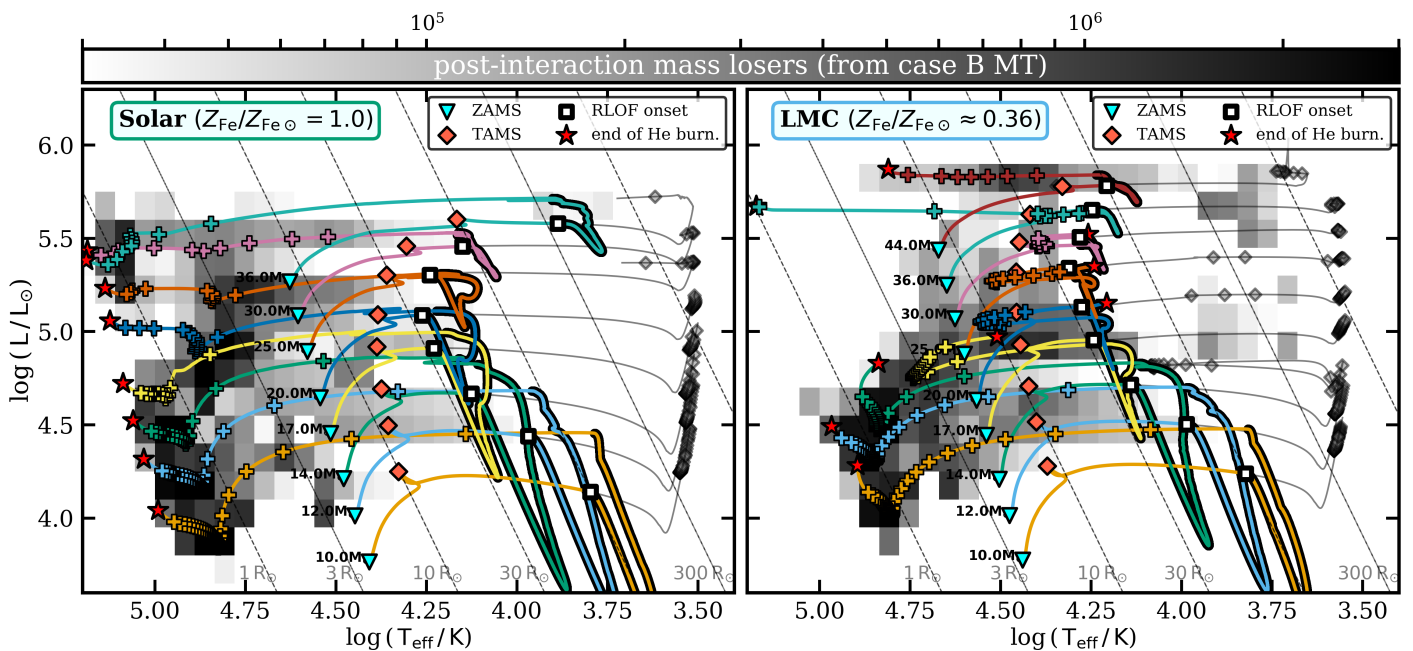 10⁵ 10⁶
post-interaction mass losers (from case B MT)
Solar (Z_Fe/Z_Fe⊙ = 1.0)
ZAMS RLOF onset
TAMS end of He burn.
LMC (Z_Fe/Z_Fe⊙ ≈ 0.36)
ZAMS RLOF onset
TAMS end of He burn.
log ( L / L⊙)
6.0
5.5
5.0
4.5
4.0
36.0M
30.0M
25.0M
20.0M
17.0M
14.0M
12.0M
10.0M
1 R⊙ 3 R⊙ 10 R⊙ 30 R⊙ 300 R⊙
44.0M
36.0M
30.0M
25.0M
20.0M
17.0M
14.0M
12.0M
10.0M
1 R⊙ 3 R⊙ 10 R⊙ 30 R⊙ 300 R⊙
5.00 4.75 4.50 4.25 4.00 3.75 3.50
5.00 4.75 4.50 4.25 4.00 3.75 3.50
log ( T_eff / K)
log ( T_eff / K)